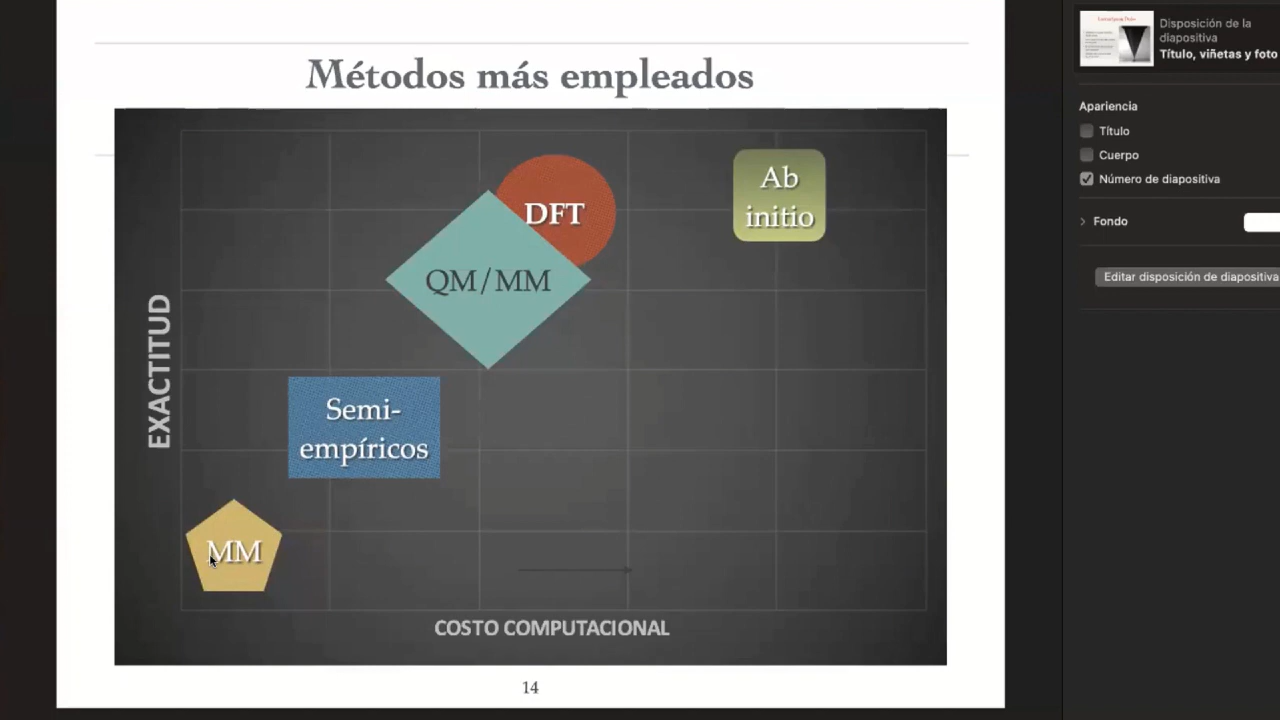 Métodos más empleados
Ab
initio
DFT
QM/MM
EXACTITUD
Semi-
empíricos
MM
COSTO COMPUTACIONAL
14
Disposición de la
diapositiva
Título, viñetas y foto
Apariencia
Título
Cuerpo
Número de diapositiva
Fondo
Editar disposición de diapositiva